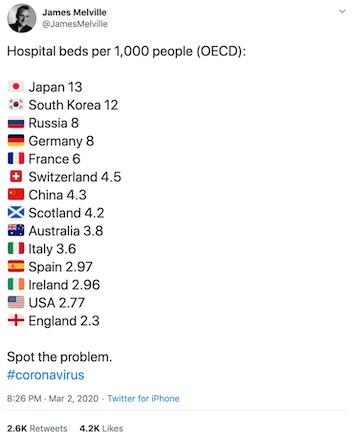 James Melville
@JamesMelville
Hospital beds per 1,000 people (OECD):
Japan 13
South Korea 12
Russia 8
Germany 8
France 6
Switzerland 4.5
China 4.3
Scotland 4.2
Australia 3.8
Italy 3.6
Spain 2.97
Ireland 2.96
USA 2.77
England 2.3
Spot the problem.
#coronavirus
8:26 PM · Mar 2, 2020 · Twitter for iPhone
2.6K Retweets 4.2K Likes